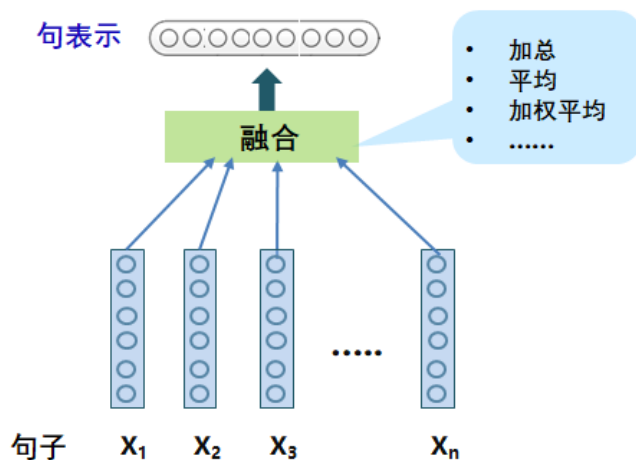 句表示
• 加总
• 平均
• 加权平均
• ……
融合
.....
句子 X₁ X₂ X₃ Xₙ